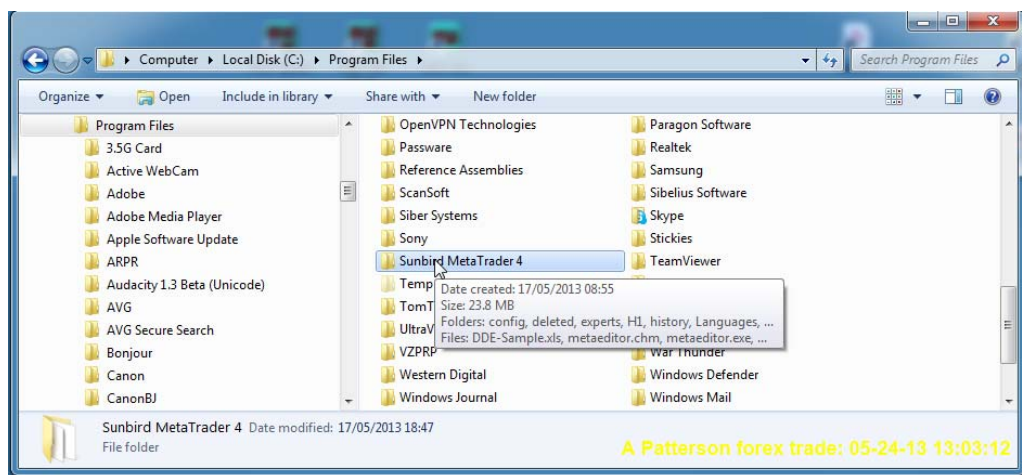 Computer ▸ Local Disk (C:) ▸ Program Files ▸
Search Program Files
Organize ▾ Open Include in library ▾ Share with ▾ New folder
Program Files
3.5G Card
Active WebCam
Adobe
Adobe Media Player
Apple Software Update
ARPR
Audacity 1.3 Beta (Unicode)
AVG
AVG Secure Search
Bonjour
Canon
CanonBJ
OpenVPN Technologies
Passware
Reference Assemblies
ScanSoft
Siber Systems
Sony
Sunbird MetaTrader 4
Temp
TomT
UltraV
VZPRP
Western Digital
Windows Journal
Paragon Software
Realtek
Samsung
Sibelius Software
Skype
Stickies
TeamViewer
War Thunder
Windows Defender
Windows Mail
Date created: 17/05/2013 08:55
Size: 23.8 MB
Folders: config, deleted, experts, H1, history, Languages, ...
Files: DDE-Sample.xls, metaeditor.chm, metaeditor.exe, ...
Sunbird MetaTrader 4 Date modified: 17/05/2013 18:47
File folder
A Patterson forex trade: 05-24-13 13:03:12